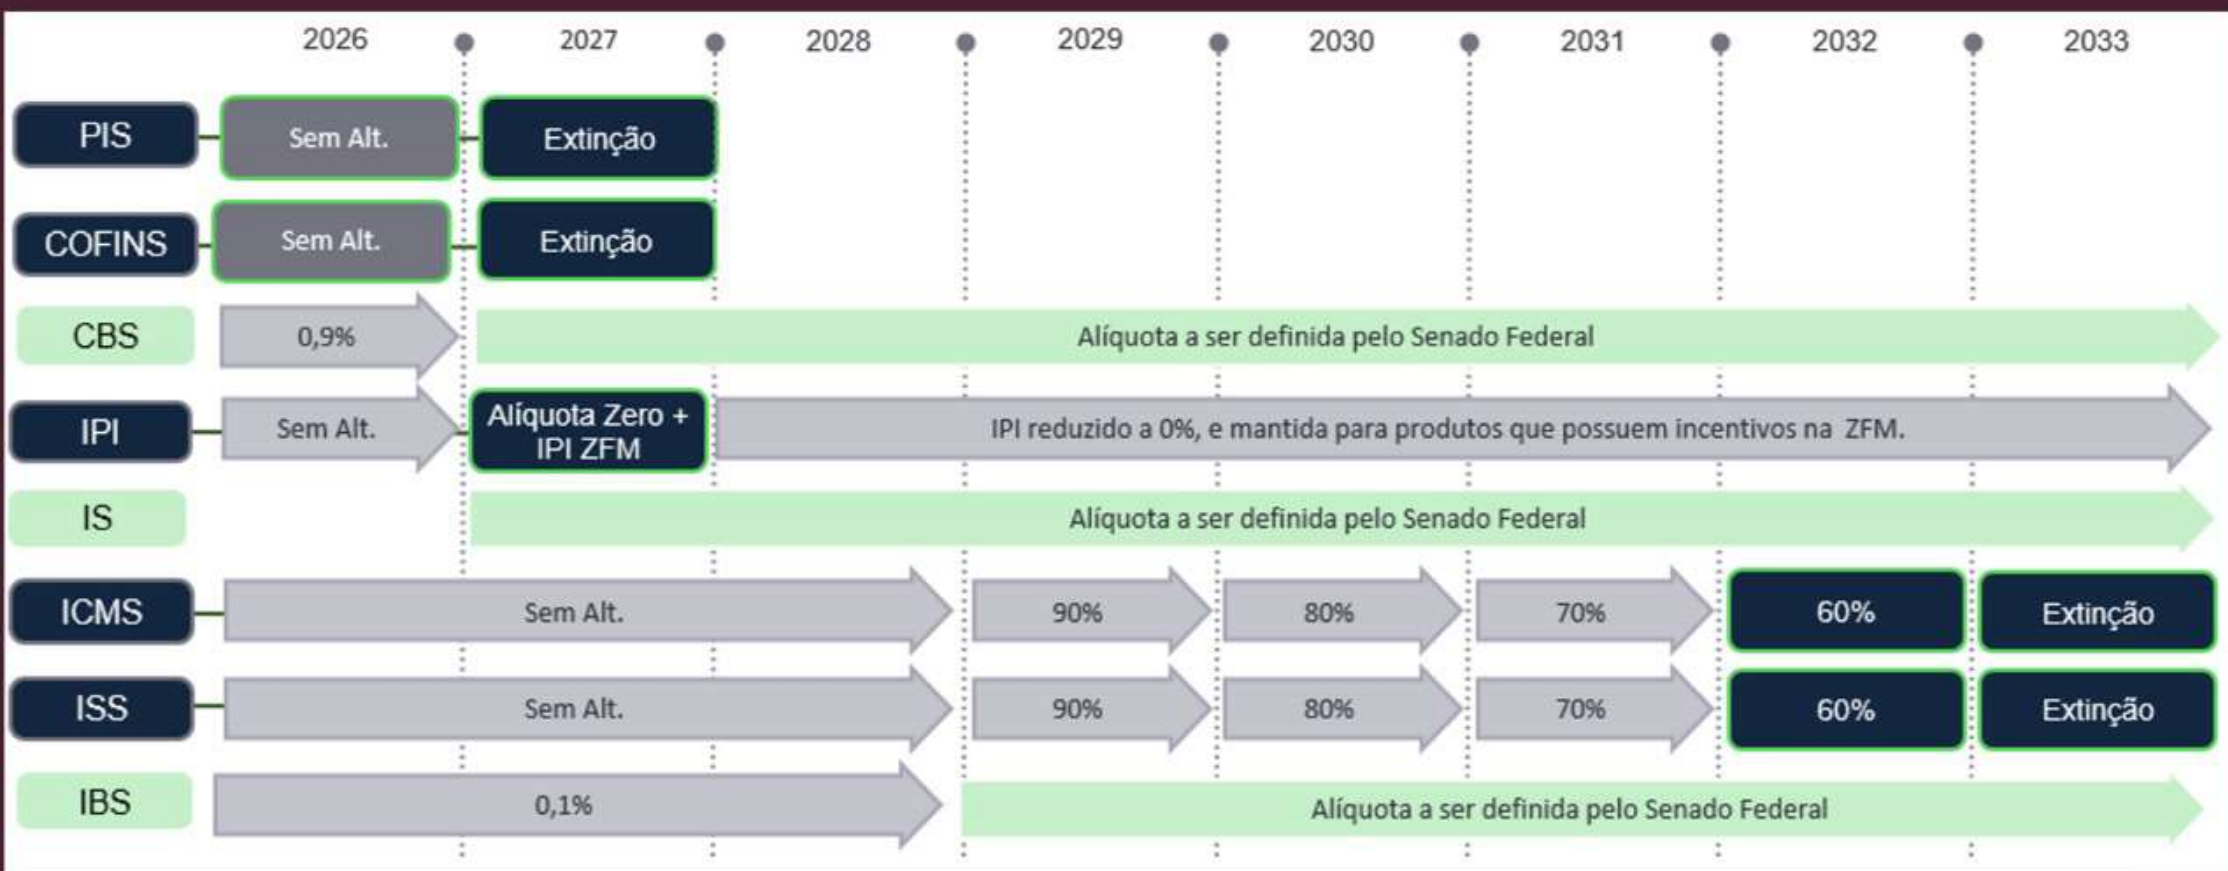 2026 2027 2028 2029 2030 2031 2032 2033
PIS Sem Alt. Extinção
COFINS Sem Alt. Extinção
CBS 0,9% Alíquota a ser definida pelo Senado Federal
IPI Sem Alt. Alíquota Zero +
IPI ZFM
IPI reduzido a 0%, e mantida para produtos que possuem incentivos na ZFM.
IS Alíquota a ser definida pelo Senado Federal
ICMS Sem Alt. 90% 80% 70% 60% Extinção
ISS Sem Alt. 90% 80% 70% 60% Extinção
IBS 0,1% Alíquota a ser definida pelo Senado Federal